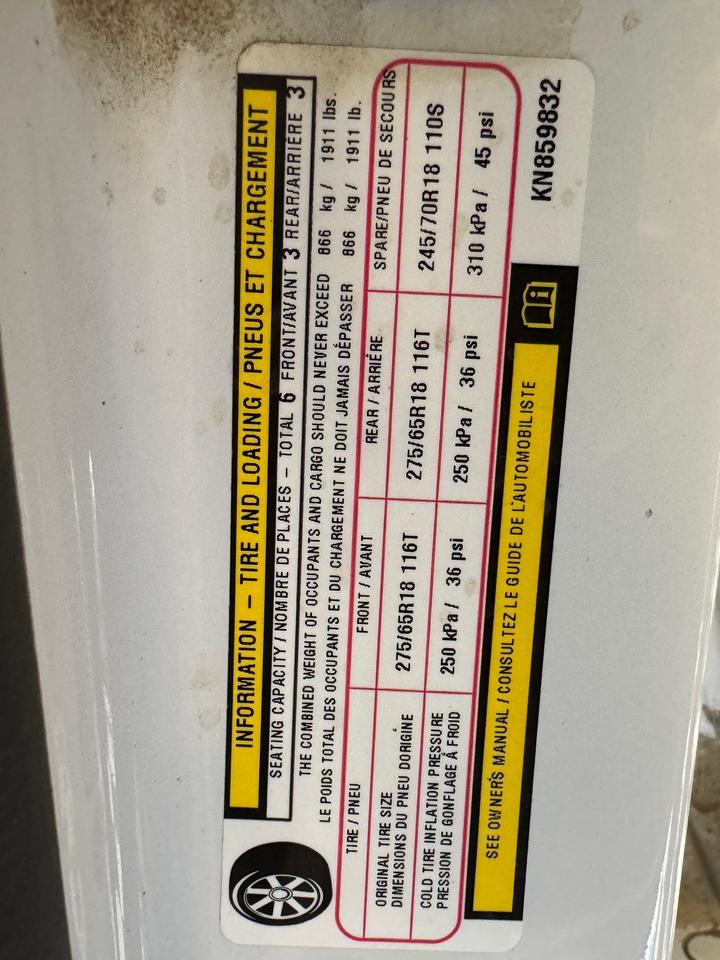 INFORMATION – TIRE AND LOADING / PNEUS ET CHARGEMENT
SEATING CAPACITY / NOMBRE DE PLACES – TOTAL 6 FRONT/AVANT 3 REAR/ARRIÈRE 3
THE COMBINED WEIGHT OF OCCUPANTS AND CARGO SHOULD NEVER EXCEED 866 kg / 1911 lbs.
LE POIDS TOTAL DES OCCUPANTS ET DU CHARGEMENT NE DOIT JAMAIS DÉPASSER 866 kg / 1911 lb.
TIRE / PNEU FRONT / AVANT REAR / ARRIÈRE SPARE/PNEU DE SECOURS
ORIGINAL TIRE SIZE
DIMENSIONS DU PNEU DORIGINE 275/65R18 116T 275/65R18 116T 245/70R18 110S
COLD TIRE INFLATION PRESSURE
PRESSION DE GONFLAGE À FROID 250 kPa / 36 psi 250 kPa / 36 psi 310 kPa / 45 psi
SEE OWNER'S MANUAL / CONSULTEZ LE GUIDE DE L'AUTOMOBILISTE
KN859832